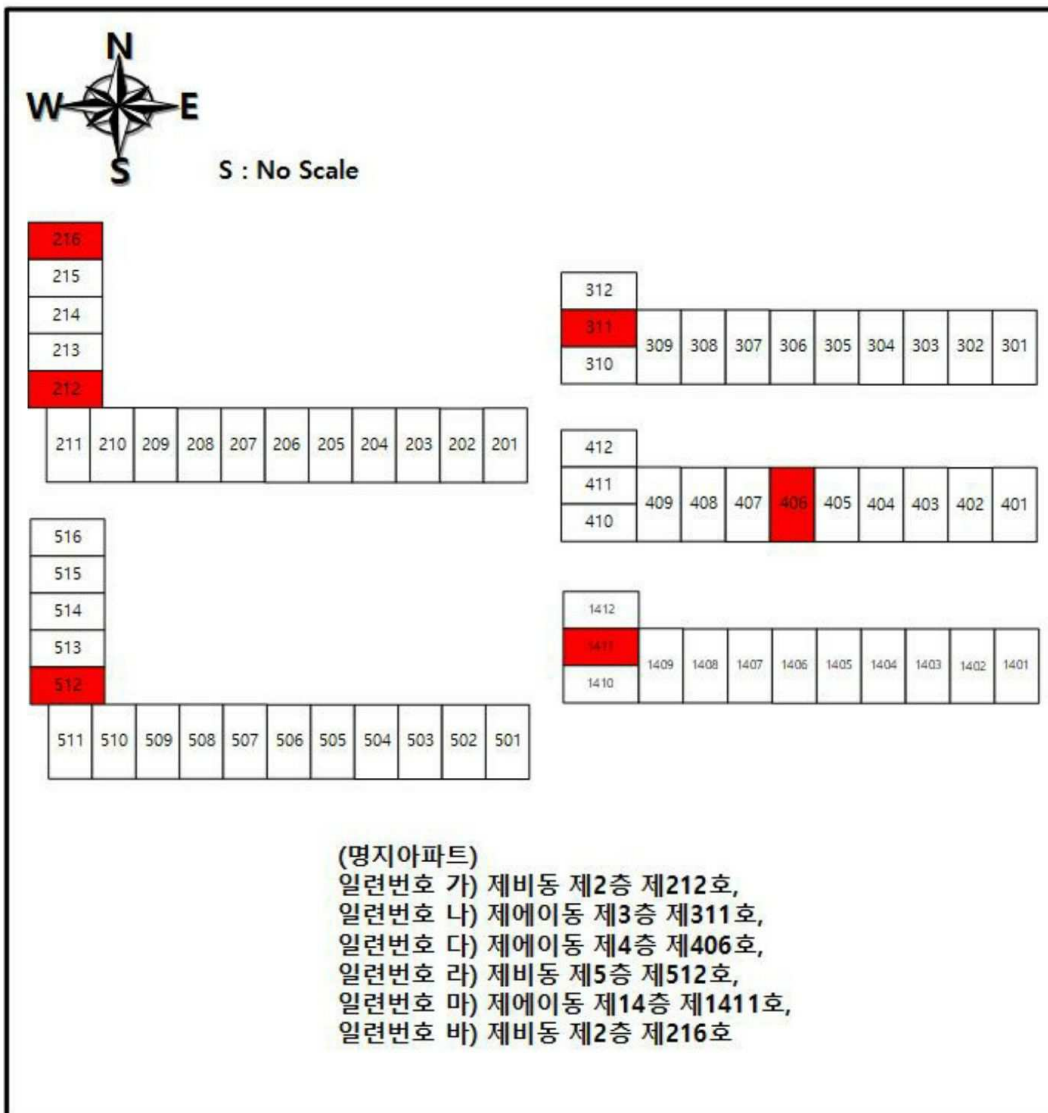 N
W E
S
S : No Scale
216
215
214
213
212
211 210 209 208 207 206 205 204 203 202 201
312
311
310
309 308 307 306 305 304 303 302 301
412
411
410
409 408 407 406 405 404 403 402 401
516
515
514
513
512
511 510 509 508 507 506 505 504 503 502 501
1412
1411
1410
1409 1408 1407 1406 1405 1404 1403 1402 1401
(명지아파트)
일련번호 가) 제비동 제2층 제212호,
일련번호 나) 제에이동 제3층 제311호,
일련번호 다) 제에이동 제4층 제406호,
일련번호 라) 제비동 제5층 제512호,
일련번호 마) 제에이동 제14층 제1411호,
일련번호 바) 제비동 제2층 제216호